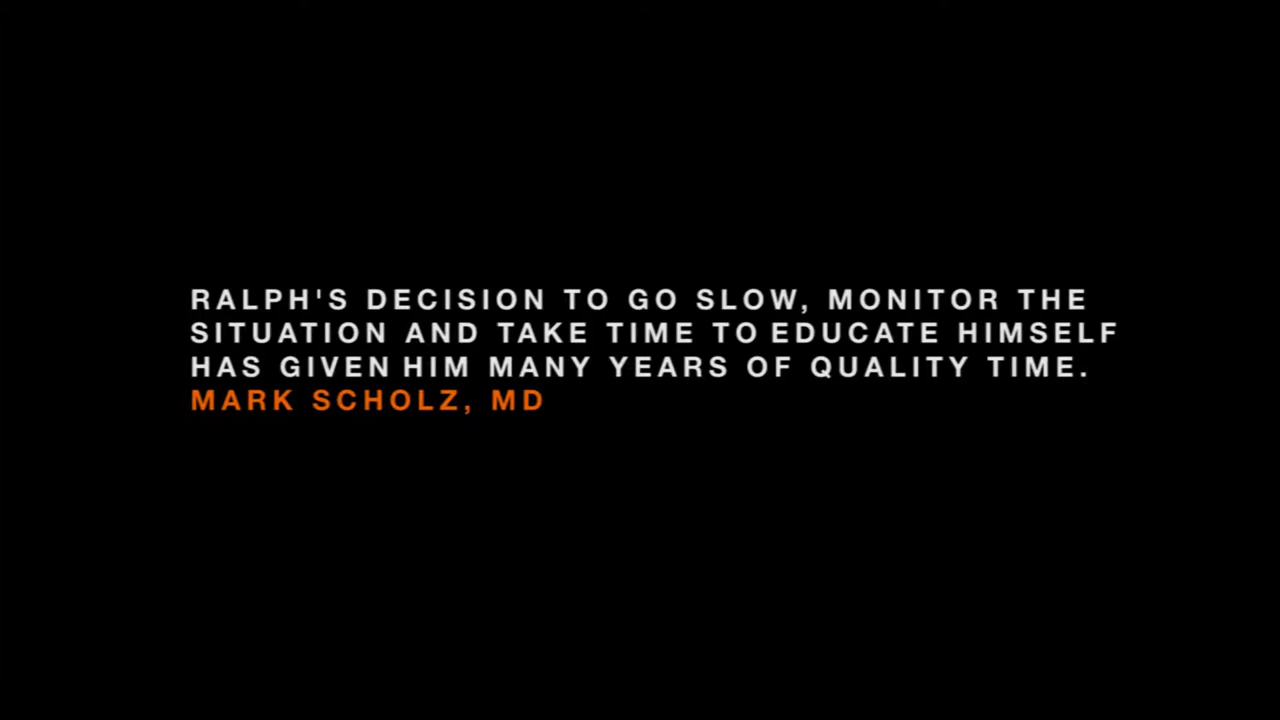 RALPH'S DECISION TO GO SLOW, MONITOR THE
SITUATION AND TAKE TIME TO EDUCATE HIMSELF
HAS GIVEN HIM MANY YEARS OF QUALITY TIME.
MARK SCHOLZ, MD